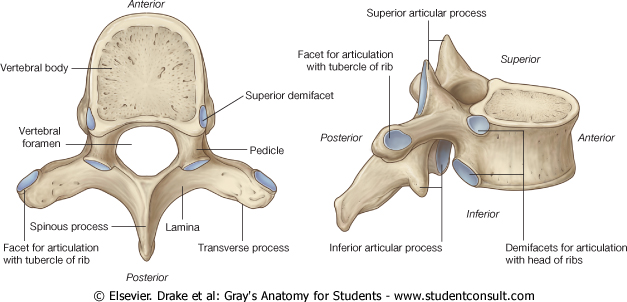 Anterior
Vertebral body
Superior demifacet
Vertebral
foramen
Pedicle
Spinous process
Lamina
Facet for articulation
with tubercle of rib
Transverse process
Posterior
Superior articular process
Facet for articulation
with tubercle of rib
Superior
Posterior
Anterior
Inferior
Inferior articular process
Demifacets for articulation
with head of ribs
© Elsevier. Drake et al: Gray's Anatomy for Students - www.studentconsult.com